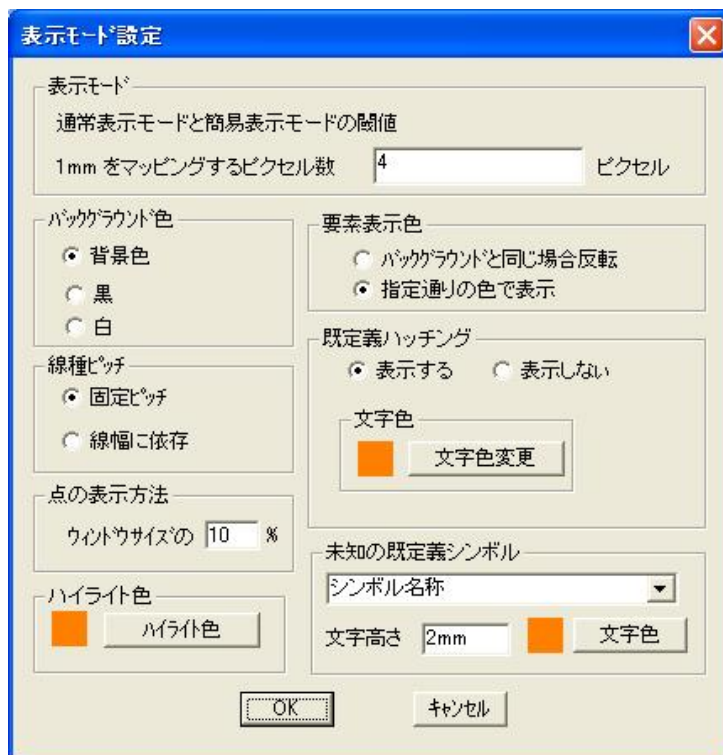 表示ﾓｰﾄﾞ設定
表示ﾓｰﾄﾞ
通常表示モードと簡易表示モードの閾値
1mm をマッピングするピクセル数 4 ピクセル
ﾊﾞｯｸｸﾞﾗｳﾝﾄﾞ色
背景色
黒
白
要素表示色
ﾊﾞｯｸｸﾞﾗｳﾝﾄﾞと同じ場合反転
指定通りの色で表示
線種ﾋﾟｯﾁ
固定ﾋﾟｯﾁ
線幅に依存
既定義ハッチング
表示する 表示しない
文字色
文字色変更
点の表示方法
ｳｨﾝﾄﾞｳｻｲｽﾞの 10 %
未知の既定義シンボル
シンボル名称
文字高さ 2mm 文字色
ハイライト色
ﾊｲﾗｲﾄ色
OK ｷｬﾝｾﾙ